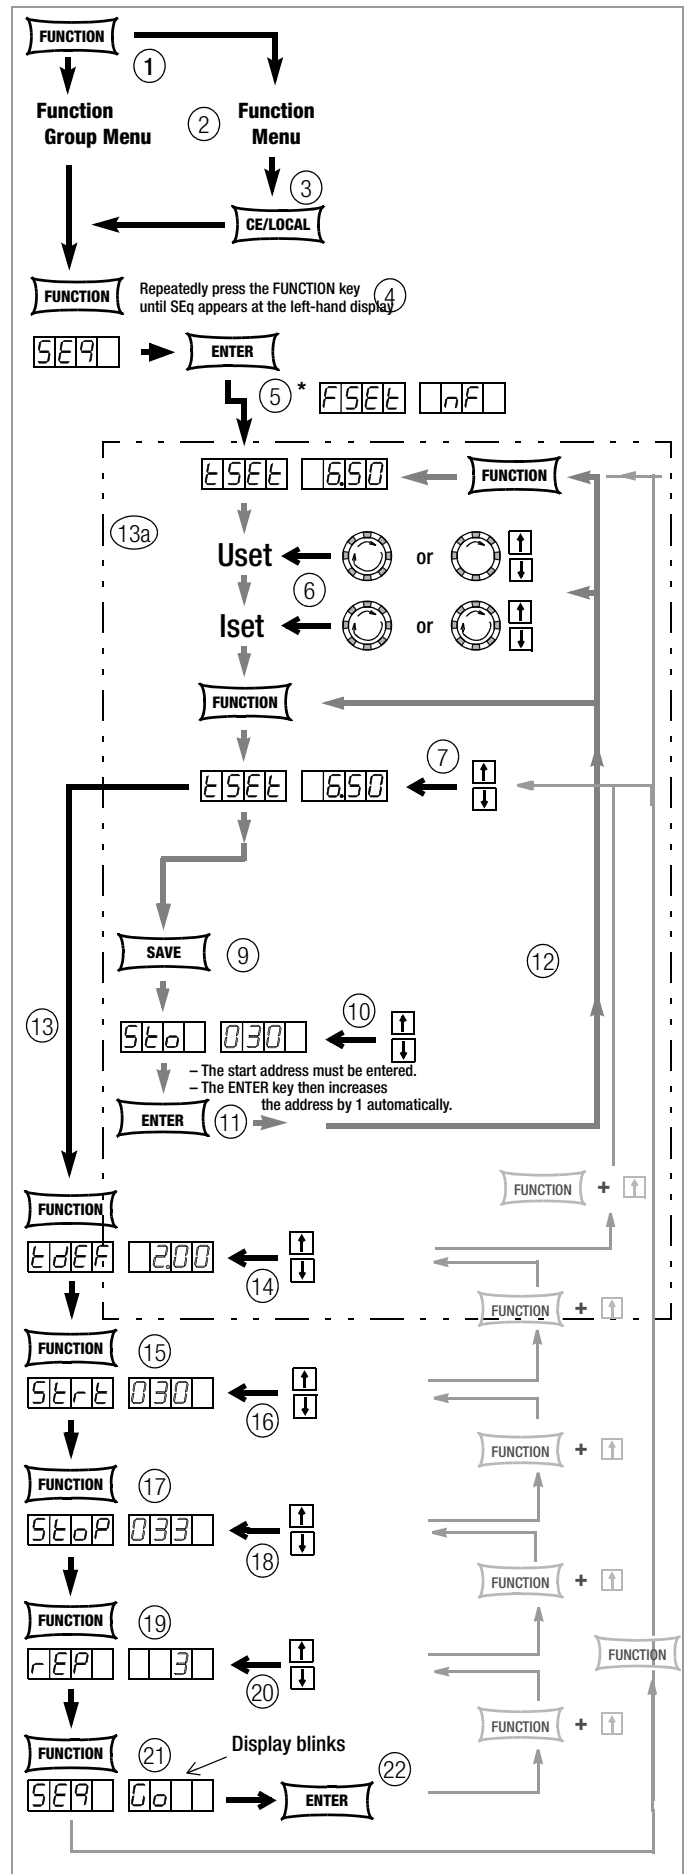 FUNCTION
1
Function
Group Menu
2
Function
Menu
3
CE/LOCAL
FUNCTION
Repeatedly press the FUNCTION key
until SEq appears at the left-hand display
4
SEq
ENTER
5 * FSEt nF
tSEt 6.50
FUNCTION
13a
Uset
or
6
Iset
or
FUNCTION
7
tSEt 6.50
SAVE
9
12
10
13
Sto 030
– The start address must be entered.
– The ENTER key then increases
the address by 1 automatically.
ENTER
11
FUNCTION +
FUNCTION
tdEF 2.00
14
FUNCTION +
FUNCTION
15
Strt 030
16
FUNCTION +
FUNCTION
17
StoP 033
18
FUNCTION +
FUNCTION
19
rEP 3
20
FUNCTION
FUNCTION +
FUNCTION
21
Display blinks
SEq Go
ENTER
22